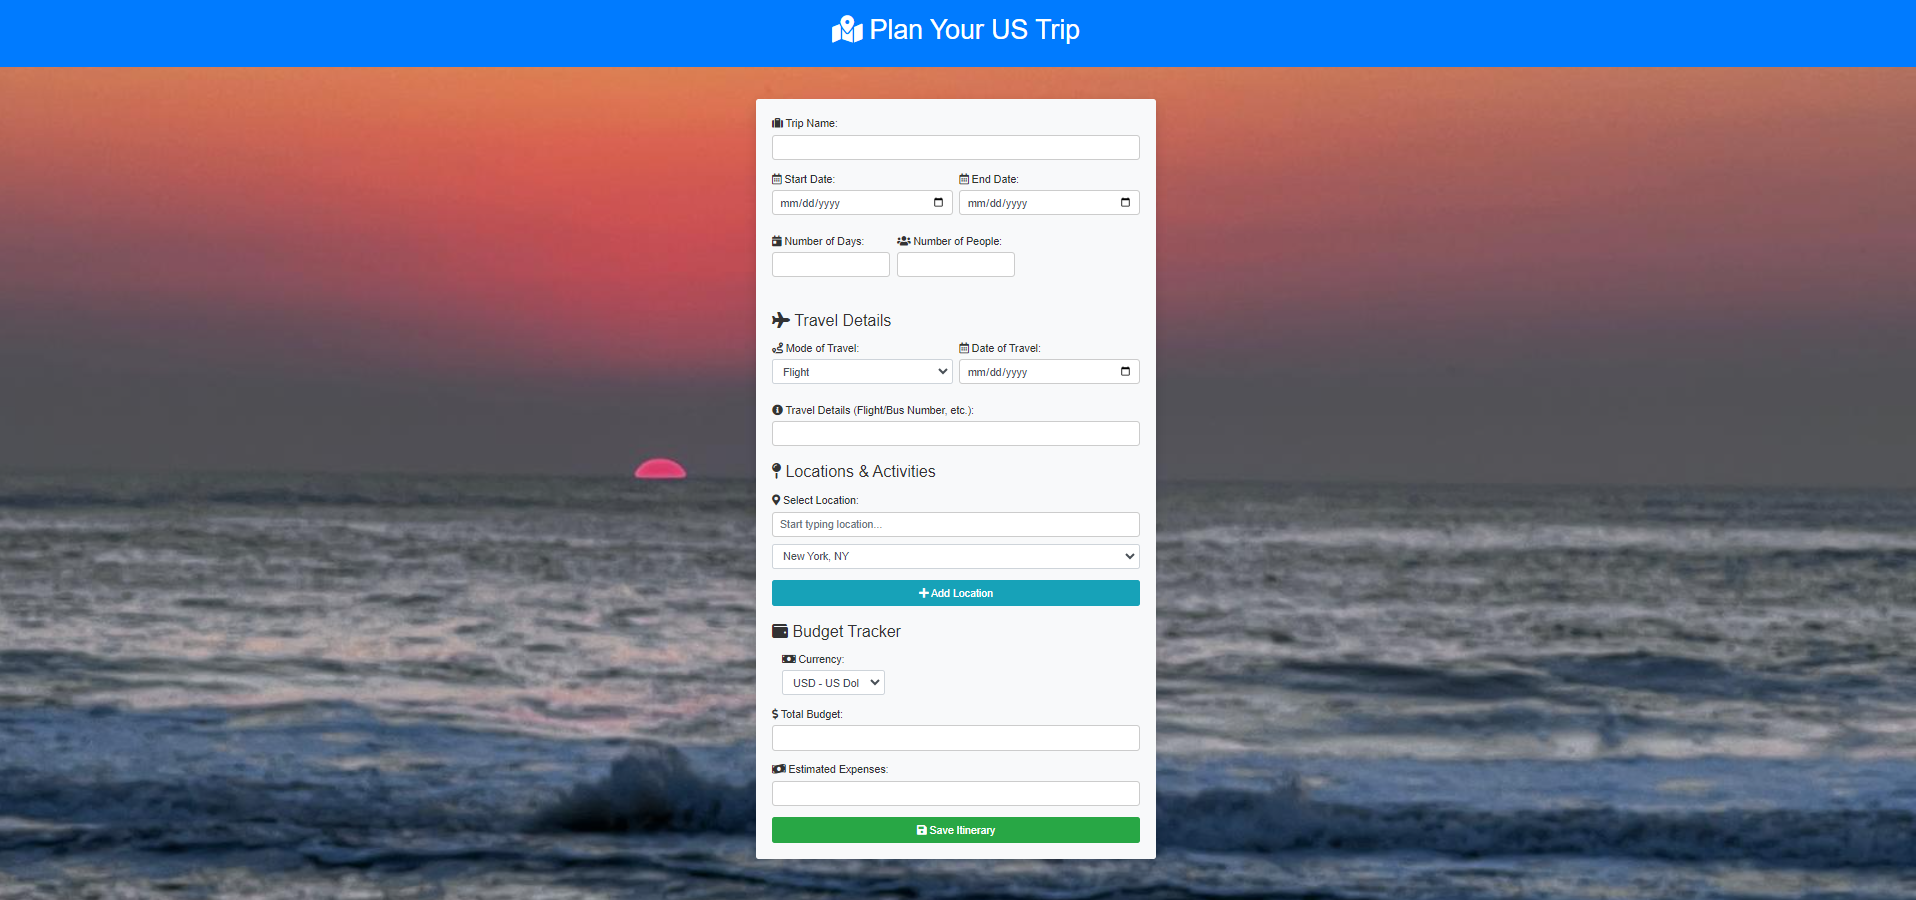 Plan Your US Trip
Trip Name:
Start Date: End Date:
mm/dd/yyyy mm/dd/yyyy
Number of Days: Number of People:
Travel Details
Mode of Travel: Date of Travel:
Flight mm/dd/yyyy
Travel Details (Flight/Bus Number, etc.):
Locations & Activities
Select Location:
Start typing location...
New York, NY
Add Location
Budget Tracker
Currency:
USD - US Dol
$ Total Budget:
Estimated Expenses:
Save Itinerary